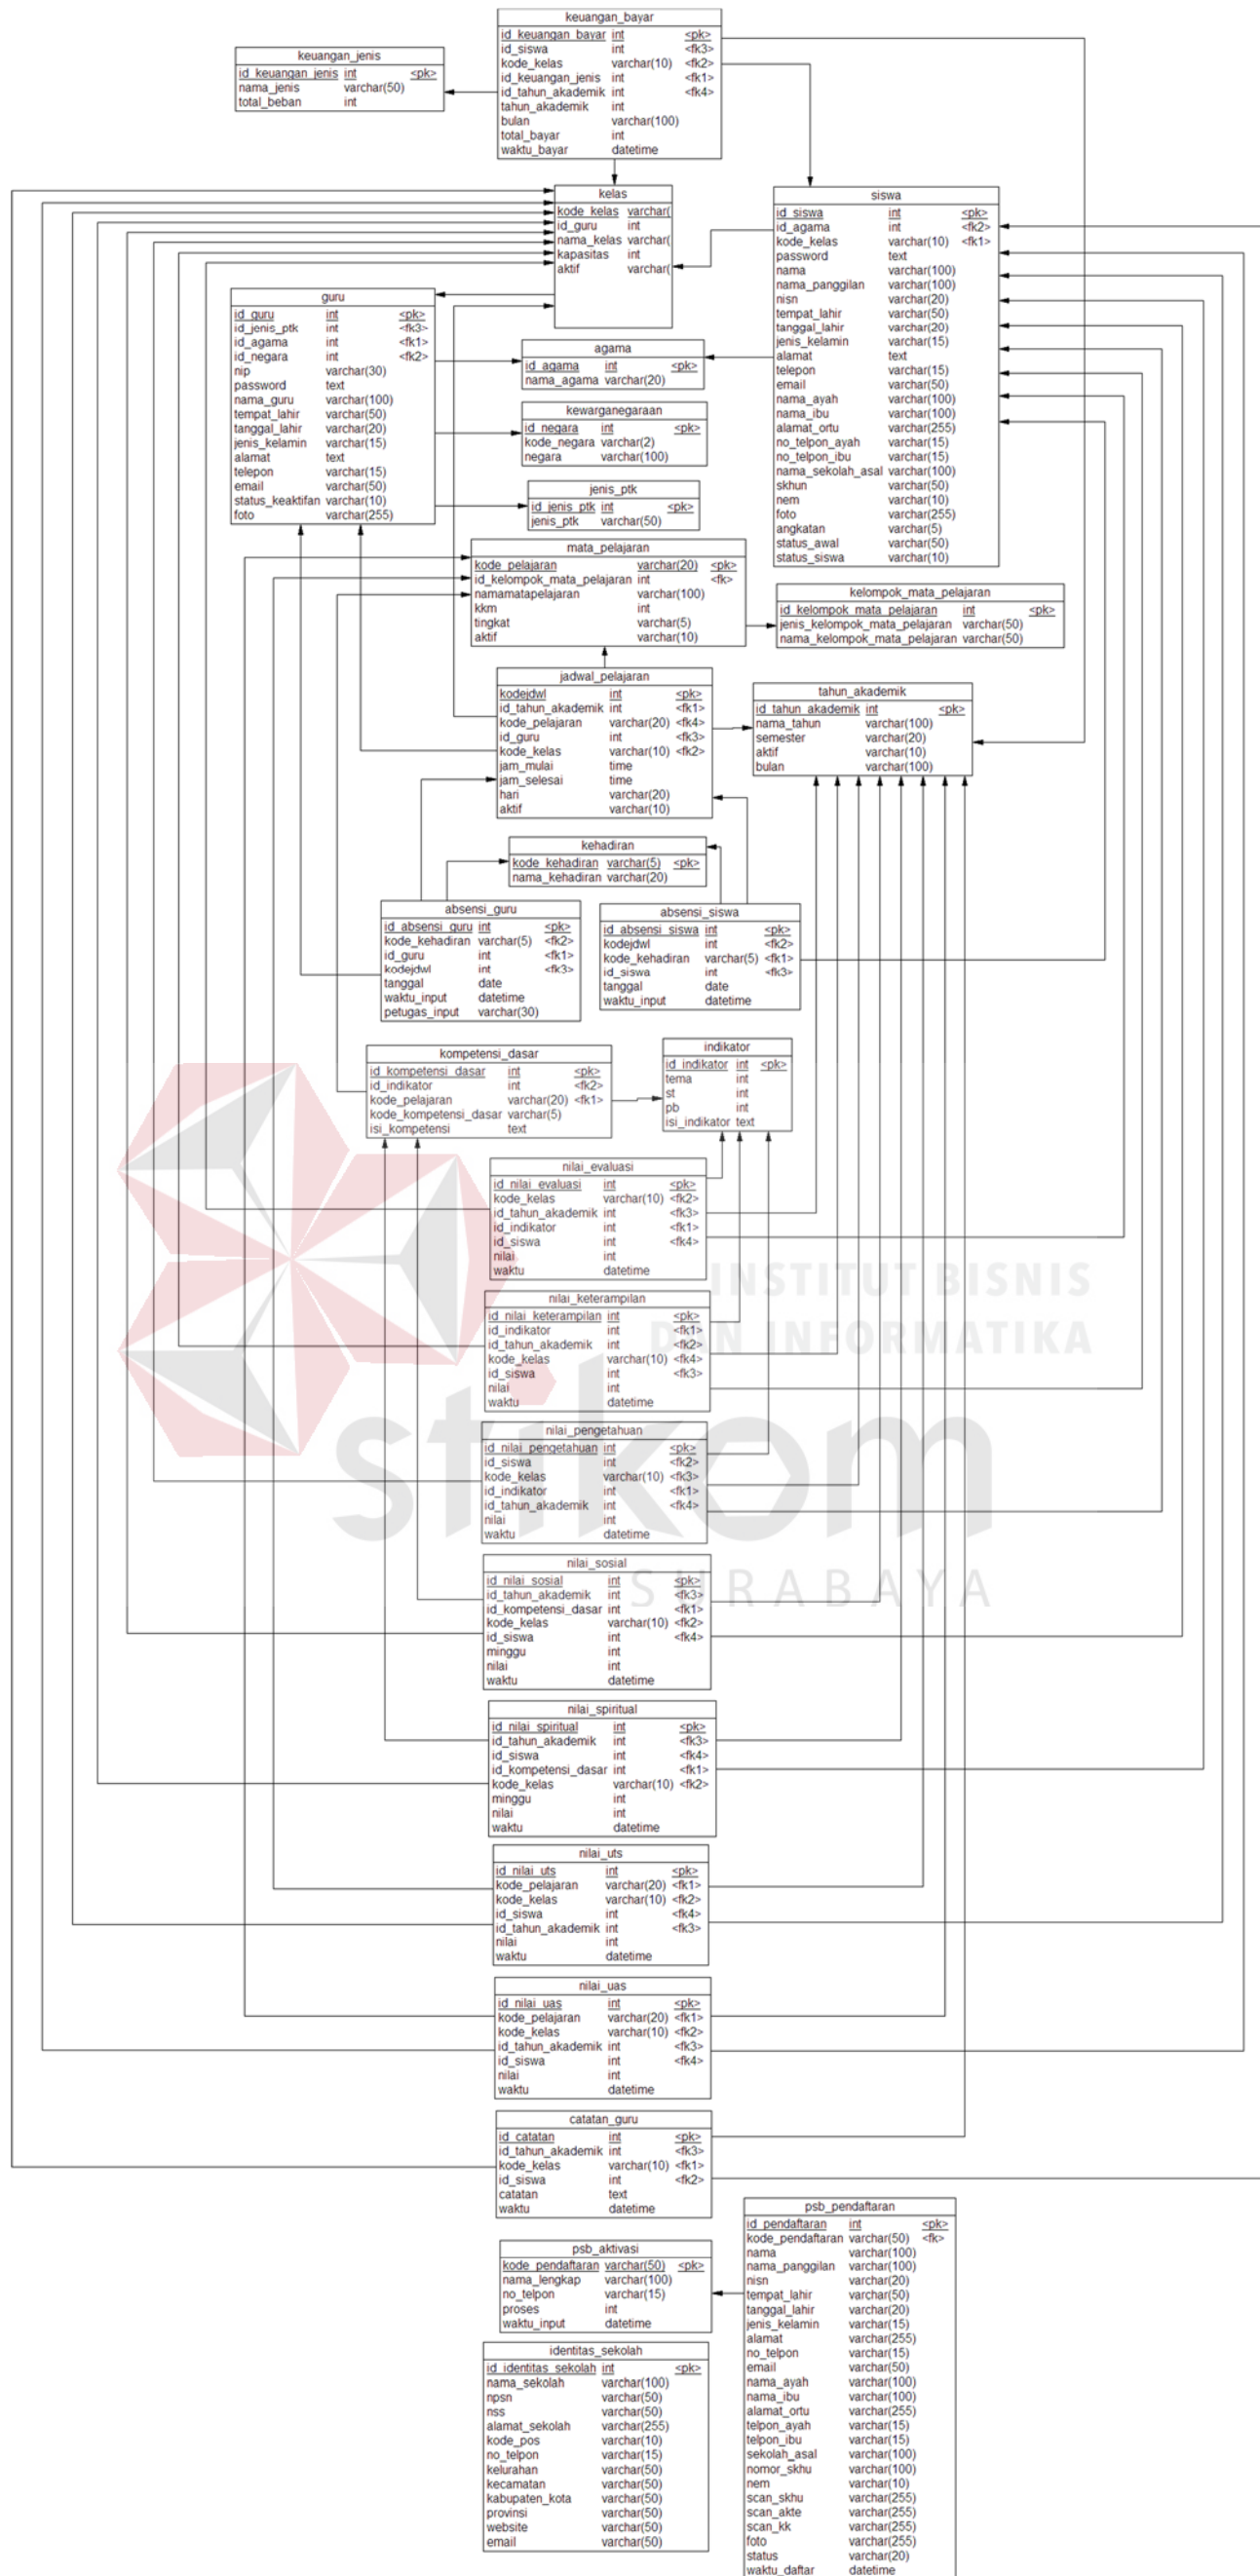 keuangan_bayar
id_keuangan_bayar int <pk>
id_siswa int <fk3>
kode_kelas varchar(10) <fk2>
id_keuangan_jenis int <fk1>
id_tahun_akademik int <fk4>
tahun_akademik int
bulan varchar(100)
total_bayar int
waktu_bayar datetime
keuangan_jenis
id_keuangan_jenis int <pk>
nama_jenis varchar(50)
total_beban int
kelas
kode_kelas varchar(
id_guru int
nama_kelas varchar(
kapasitas int
aktif varchar(
siswa
id_siswa int <pk>
id_agama int <fk2>
kode_kelas varchar(10) <fk1>
password text
nama varchar(100)
nama_panggilan varchar(100)
nisn varchar(20)
tempat_lahir varchar(50)
tanggal_lahir varchar(20)
jenis_kelamin varchar(15)
alamat text
telepon varchar(15)
email varchar(50)
nama_ayah varchar(100)
nama_ibu varchar(100)
alamat_ortu varchar(255)
no_telpon_ayah varchar(15)
no_telpon_ibu varchar(15)
nama_sekolah_asal varchar(100)
skhun varchar(50)
nem varchar(10)
foto varchar(255)
angkatan varchar(5)
status_awal varchar(50)
status_siswa varchar(10)
guru
id_guru int <pk>
id_jenis_ptk int <fk3>
id_agama int <fk1>
id_negara int <fk2>
nip varchar(30)
password text
nama_guru varchar(100)
tempat_lahir varchar(50)
tanggal_lahir varchar(20)
jenis_kelamin varchar(15)
alamat text
telepon varchar(15)
email varchar(50)
status_keaktifan varchar(10)
foto varchar(255)
agama
id_agama int <pk>
nama_agama varchar(20)
kewarganegaraan
id_negara int <pk>
kode_negara varchar(2)
negara varchar(100)
jenis_ptk
id_jenis_ptk int <pk>
jenis_ptk varchar(50)
mata_pelajaran
kode_pelajaran varchar(20) <pk>
id_kelompok_mata_pelajaran int <fk>
namamatapelajaran varchar(100)
kkm int
tingkat varchar(5)
aktif varchar(10)
kelompok_mata_pelajaran
id_kelompok_mata_pelajaran int <pk>
jenis_kelompok_mata_pelajaran varchar(50)
nama_kelompok_mata_pelajaran varchar(50)
jadwal_pelajaran
kodejdwl int <pk>
id_tahun_akademik int <fk1>
kode_pelajaran varchar(20) <fk4>
id_guru int <fk3>
kode_kelas varchar(10) <fk2>
jam_mulai time
jam_selesai time
hari varchar(20)
aktif varchar(10)
tahun_akademik
id_tahun_akademik int <pk>
nama_tahun varchar(100)
semester varchar(20)
aktif varchar(10)
bulan varchar(100)
kehadiran
kode_kehadiran varchar(5) <pk>
nama_kehadiran varchar(20)
absensi_guru
id_absensi_guru int <pk>
kode_kehadiran varchar(5) <fk2>
id_guru int <fk1>
kodejdwl int <fk3>
tanggal date
waktu_input datetime
petugas_input varchar(30)
absensi_siswa
id_absensi_siswa int <pk>
kodejdwl int <fk2>
kode_kehadiran varchar(5) <fk1>
id_siswa int <fk3>
tanggal date
waktu_input datetime
kompetensi_dasar
id_kompetensi_dasar int <pk>
id_indikator int <fk2>
kode_pelajaran varchar(20) <fk1>
kode_kompetensi_dasar varchar(5)
isi_kompetensi text
indikator
id_indikator int <pk>
tema int
st int
pb int
isi_indikator text
nilai_evaluasi
id_nilai_evaluasi int <pk>
kode_kelas varchar(10) <fk2>
id_tahun_akademik int <fk3>
id_indikator int <fk1>
id_siswa int <fk4>
nilai int
waktu datetime
INSTITUT BISNIS
DAN INFORMATIKA
nilai_keterampilan
id_nilai_keterampilan int <pk>
id_indikator int <fk1>
id_tahun_akademik int <fk2>
kode_kelas varchar(10) <fk4>
id_siswa int <fk3>
nilai int
waktu datetime
stikom
nilai_pengetahuan
id_nilai_pengetahuan int <pk>
id_siswa int <fk2>
kode_kelas varchar(10) <fk3>
id_indikator int <fk1>
id_tahun_akademik int <fk4>
nilai int
waktu datetime
SURABAYA
nilai_sosial
id_nilai_sosial int <pk>
id_tahun_akademik int <fk3>
id_kompetensi_dasar int <fk1>
kode_kelas varchar(10) <fk2>
id_siswa int <fk4>
minggu int
nilai int
waktu datetime
nilai_spiritual
id_nilai_spiritual int <pk>
id_tahun_akademik int <fk3>
id_siswa int <fk4>
id_kompetensi_dasar int <fk1>
kode_kelas varchar(10) <fk2>
minggu int
nilai int
waktu datetime
nilai_uts
id_nilai_uts int <pk>
kode_pelajaran varchar(20) <fk1>
kode_kelas varchar(10) <fk2>
id_siswa int <fk4>
id_tahun_akademik int <fk3>
nilai int
waktu datetime
nilai_uas
id_nilai_uas int <pk>
kode_pelajaran varchar(20) <fk1>
kode_kelas varchar(10) <fk2>
id_tahun_akademik int <fk3>
id_siswa int <fk4>
nilai int
waktu datetime
catatan_guru
id_catatan int <pk>
id_tahun_akademik int <fk3>
kode_kelas varchar(10) <fk1>
id_siswa int <fk2>
catatan text
waktu datetime
psb_aktivasi
kode_pendaftaran varchar(50) <pk>
nama_lengkap varchar(100)
no_telpon varchar(15)
proses int
waktu_input datetime
psb_pendaftaran
id_pendaftaran int <pk>
kode_pendaftaran varchar(50) <fk>
nama varchar(100)
nama_panggilan varchar(100)
nisn varchar(20)
tempat_lahir varchar(50)
tanggal_lahir varchar(20)
jenis_kelamin varchar(15)
alamat varchar(255)
no_telpon varchar(15)
email varchar(50)
nama_ayah varchar(100)
nama_ibu varchar(100)
alamat_ortu varchar(255)
telpon_ayah varchar(15)
telpon_ibu varchar(15)
sekolah_asal varchar(100)
nomor_skhu varchar(100)
nem varchar(10)
scan_skhu varchar(255)
scan_akte varchar(255)
scan_kk varchar(255)
foto varchar(255)
status varchar(20)
waktu_daftar datetime
identitas_sekolah
id_identitas_sekolah int <pk>
nama_sekolah varchar(100)
npsn varchar(50)
nss varchar(50)
alamat_sekolah varchar(255)
kode_pos varchar(10)
no_telpon varchar(15)
kelurahan varchar(50)
kecamatan varchar(50)
kabupaten_kota varchar(50)
provinsi varchar(50)
website varchar(50)
email varchar(50)